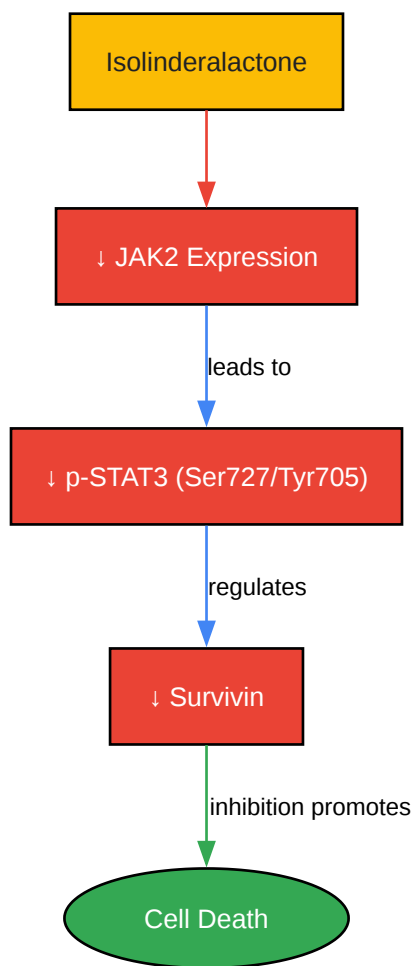 Isolinderalactone
↓ JAK2 Expression
leads to
↓ p-STAT3 (Ser727/Tyr705)
regulates
↓ Survivin
inhibition promotes
Cell Death